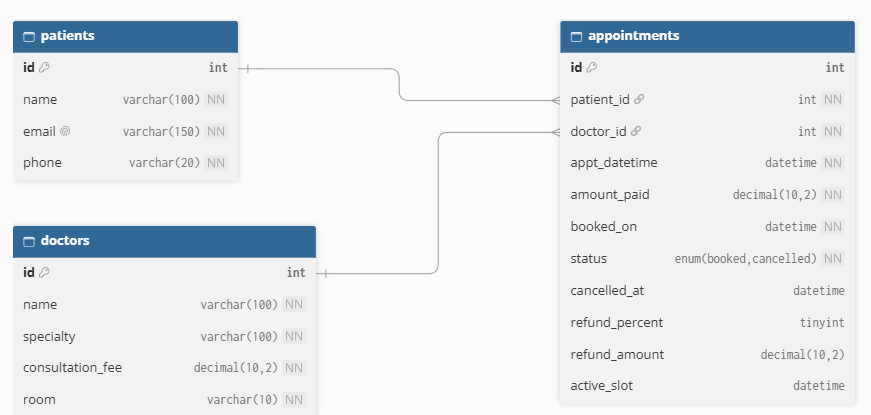 patients
id int
name varchar(100) NN
email varchar(150) NN
phone varchar(20) NN
doctors
id int
name varchar(100) NN
specialty varchar(100) NN
consultation_fee decimal(10,2) NN
room varchar(10) NN
appointments
id int
patient_id int NN
doctor_id int NN
appt_datetime datetime NN
amount_paid decimal(10,2) NN
booked_on datetime NN
status enum(booked,cancelled) NN
cancelled_at datetime
refund_percent tinyint
refund_amount decimal(10,2)
active_slot datetime